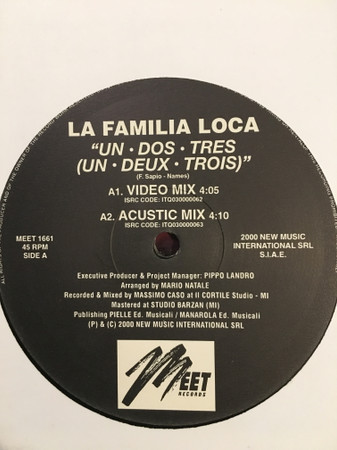 LA FAMILIA LOCA
"UN • DOS • TRES
(UN • DEUX • TROIS)"
(F. Sapio - Names)
A1. VIDEO MIX 4:05
ISRC CODE: ITQ030000062
A2. ACUSTIC MIX 4:10
ISRC CODE: ITQ030000063
MEET 1661
45 RPM
SIDE A
2000 NEW MUSIC
INTERNATIONAL SRL
S.I.A.E.
Executive Producer & Project Manager: PIPPO LANDRO
Arranged by MARIO NATALE
Recorded & Mixed by MASSIMO CASO at Il CORTILE Studio - MI
Mastered at STUDIO BARZAN (MI)
Publishing PIELLE Ed. Musicali / MANAROLA Ed. Musicali
(P) & (C) 2000 NEW MUSIC INTERNATIONAL SRL
MEET
RECORDS